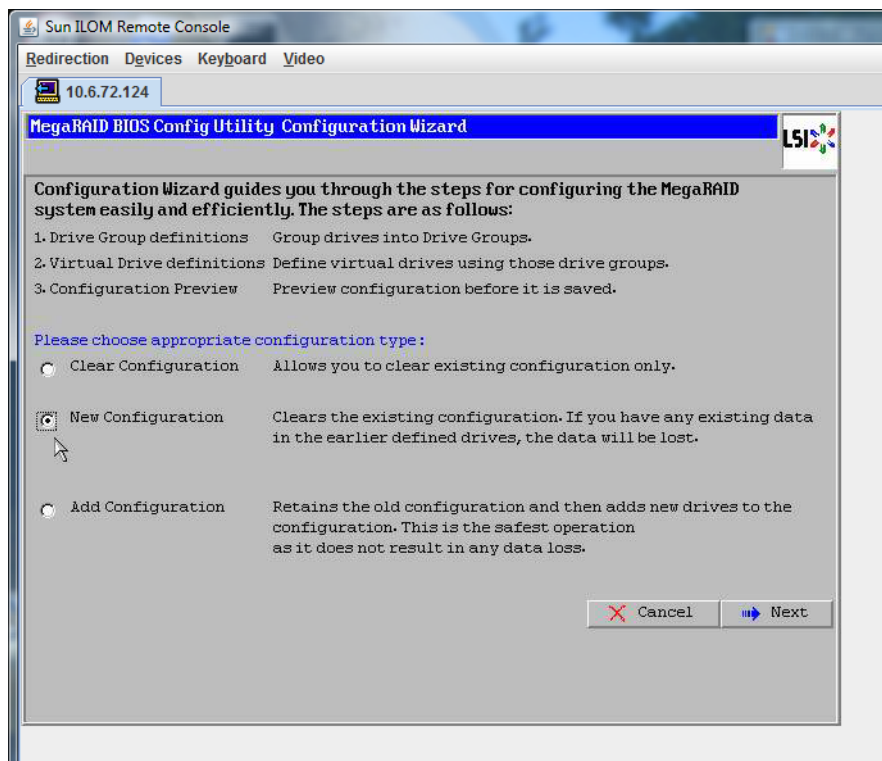 Sun ILOM Remote Console
Redirection Devices Keyboard Video
10.6.72.124
MegaRAID BIOS Config Utility Configuration Wizard
LSI
Configuration Wizard guides you through the steps for configuring the MegaRAID
system easily and efficiently. The steps are as follows:
1. Drive Group definitions Group drives into Drive Groups.
2. Virtual Drive definitions Define virtual drives using those drive groups.
3. Configuration Preview Preview configuration before it is saved.
Please choose appropriate configuration type:
Clear Configuration Allows you to clear existing configuration only.
New Configuration Clears the existing configuration. If you have any existing data
in the earlier defined drives, the data will be lost.
Add Configuration Retains the old configuration and then adds new drives to the
configuration. This is the safest operation
as it does not result in any data loss.
Cancel Next